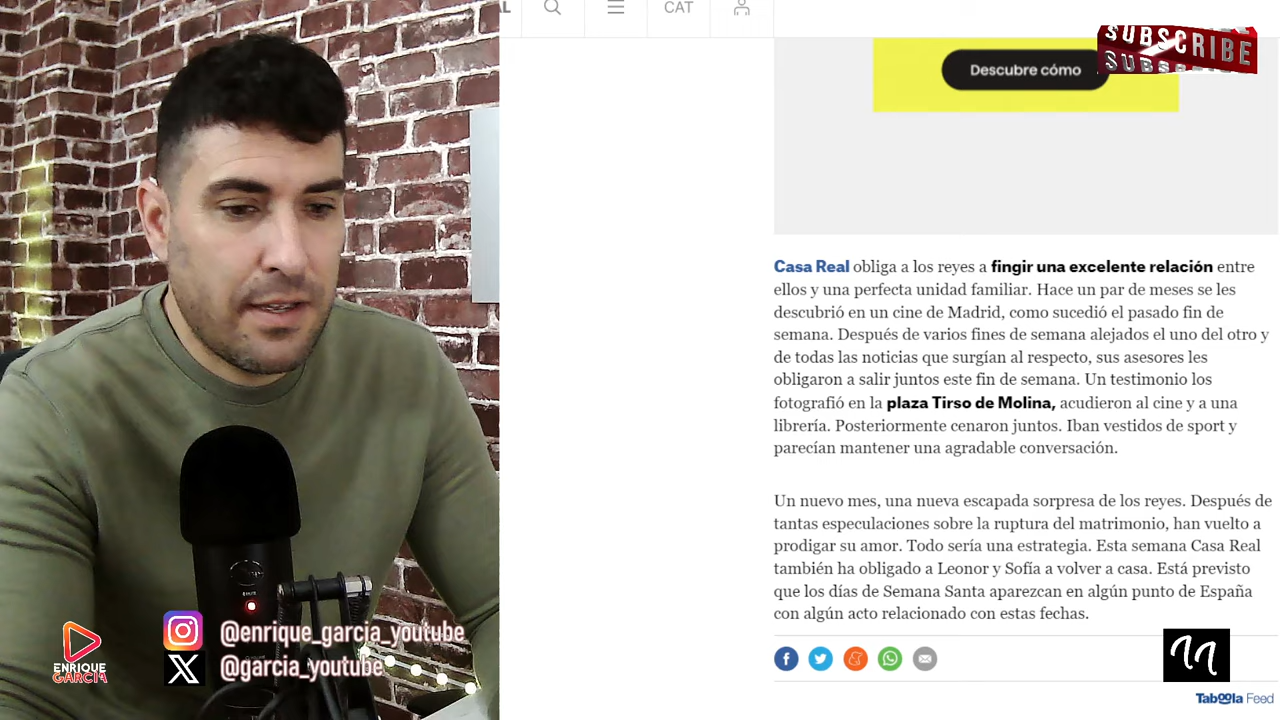 AL
CAT
SUBSCRIBE
Descubre cómo
Casa Real obliga a los reyes a fingir una excelente relación entre
ellos y una perfecta unidad familiar. Hace un par de meses se les
descubrió en un cine de Madrid, como sucedió el pasado fin de
semana. Después de varios fines de semana alejados el uno del otro y
de todas las noticias que surgían al respecto, sus asesores les
obligaron a salir juntos este fin de semana. Un testimonio los
fotografió en la plaza Tirso de Molina, acudieron al cine y a una
librería. Posteriormente cenaron juntos. Iban vestidos de sport y
parecían mantener una agradable conversación.
Un nuevo mes, una nueva escapada sorpresa de los reyes. Después de
tantas especulaciones sobre la ruptura del matrimonio, han vuelto a
prodigar su amor. Todo sería una estrategia. Esta semana Casa Real
también ha obligado a Leonor y Sofía a volver a casa. Está previsto
que los días de Semana Santa aparezcan en algún punto de España
con algún acto relacionado con estas fechas.
Taboola Feed
ENRIQUE
GARCIA
@enrique_garcia_youtube
@garcia_youtube